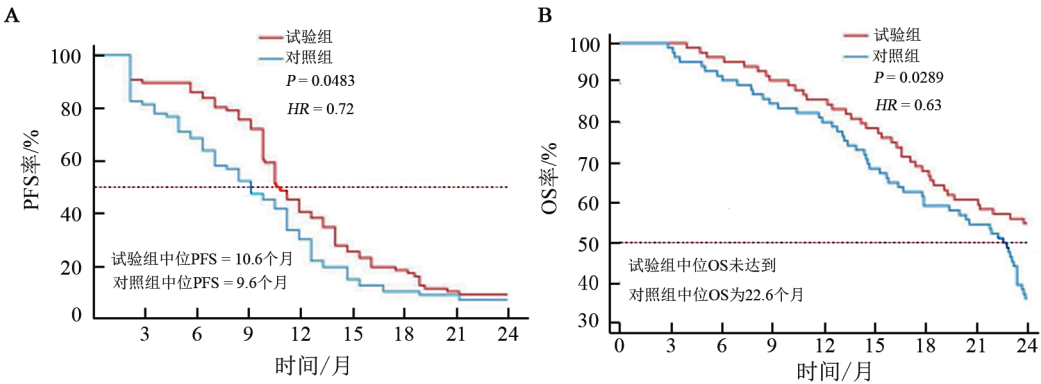 A
试验组
对照组
P = 0.0483
HR = 0.72
100
80
60
40
20
0
PFS率/%
试验组中位PFS = 10.6个月
对照组中位PFS = 9.6个月
3 6 9 12 15 18 21 24
时间/月
B
试验组
对照组
P = 0.0289
HR = 0.63
100
90
80
70
60
50
40
30
OS率/%
试验组中位OS未达到
对照组中位OS为22.6个月
0 3 6 9 12 15 18 21 24
时间/月